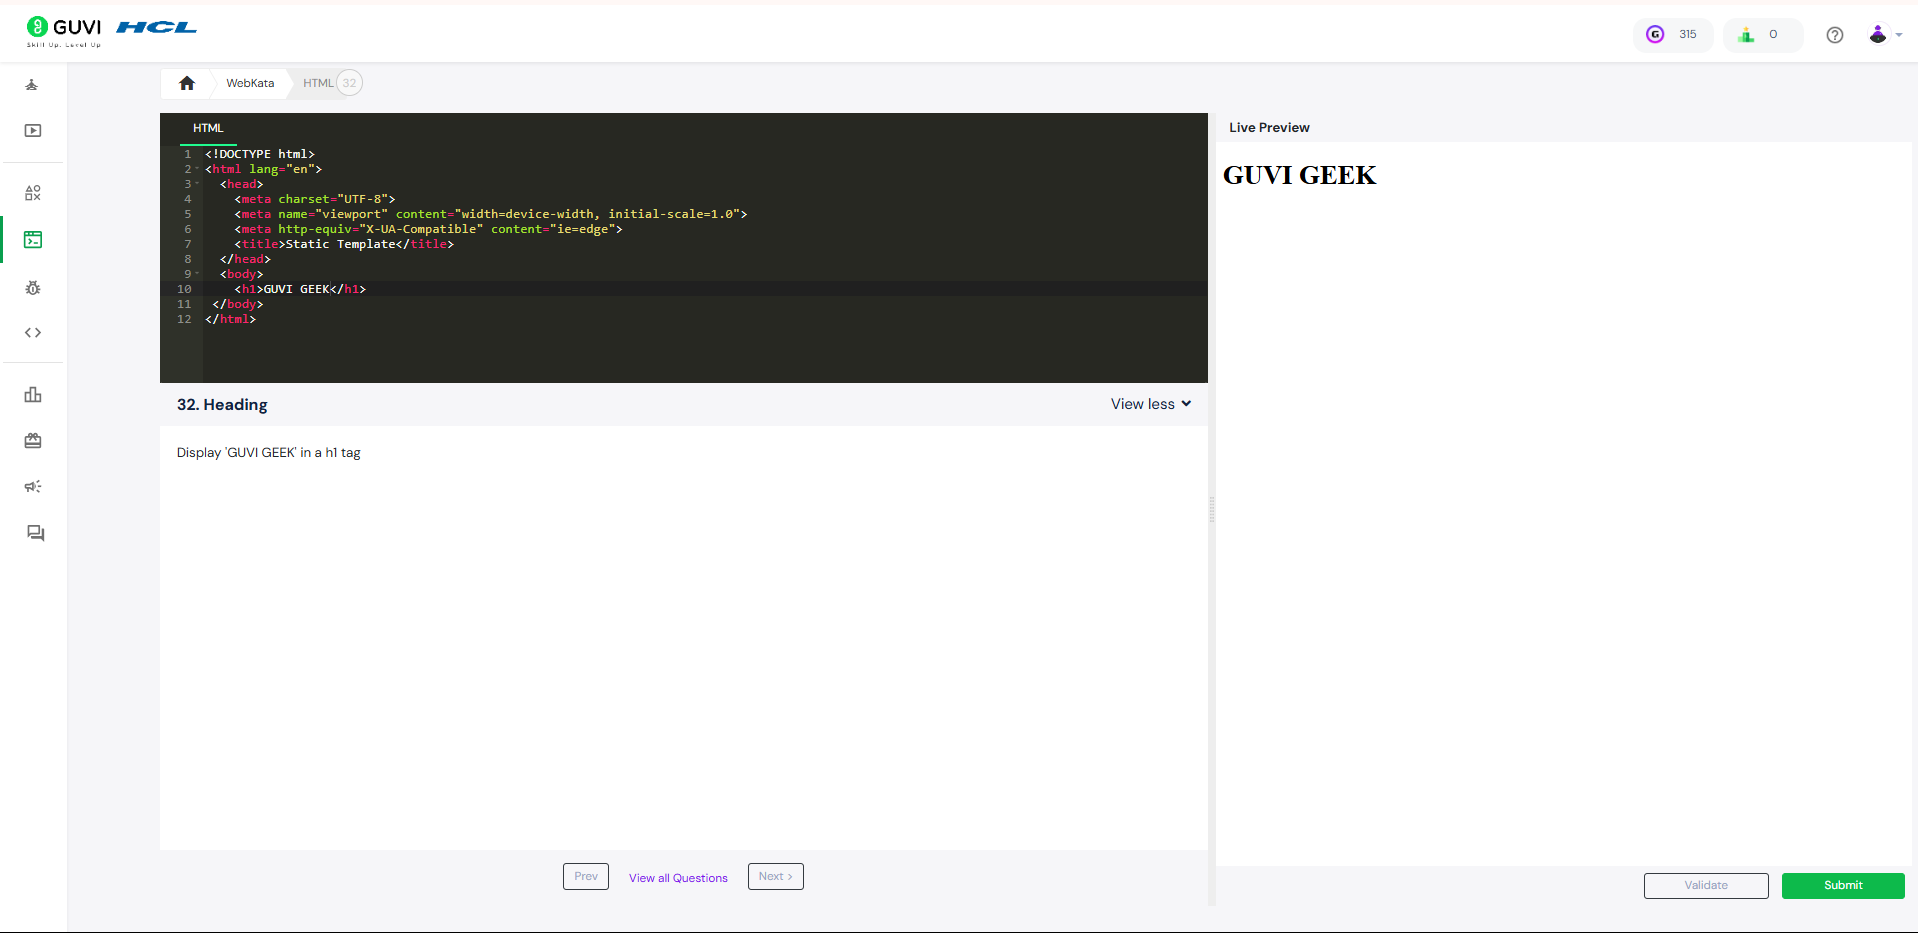 GUVI HCL
Skill Up. Level Up
315
0
WebKata
HTML 32
HTML
1 <!DOCTYPE html>
2 <html lang="en">
3 <head>
4 <meta charset="UTF-8">
5 <meta name="viewport" content="width=device-width, initial-scale=1.0">
6 <meta http-equiv="X-UA-Compatible" content="ie=edge">
7 <title>Static Template</title>
8 </head>
9 <body>
10 <h1>GUVI GEEK</h1>
11 </body>
12 </html>
32. Heading
View less
Display 'GUVI GEEK' in a h1 tag
Prev
View all Questions
Next >
Live Preview
GUVI GEEK
Validate
Submit